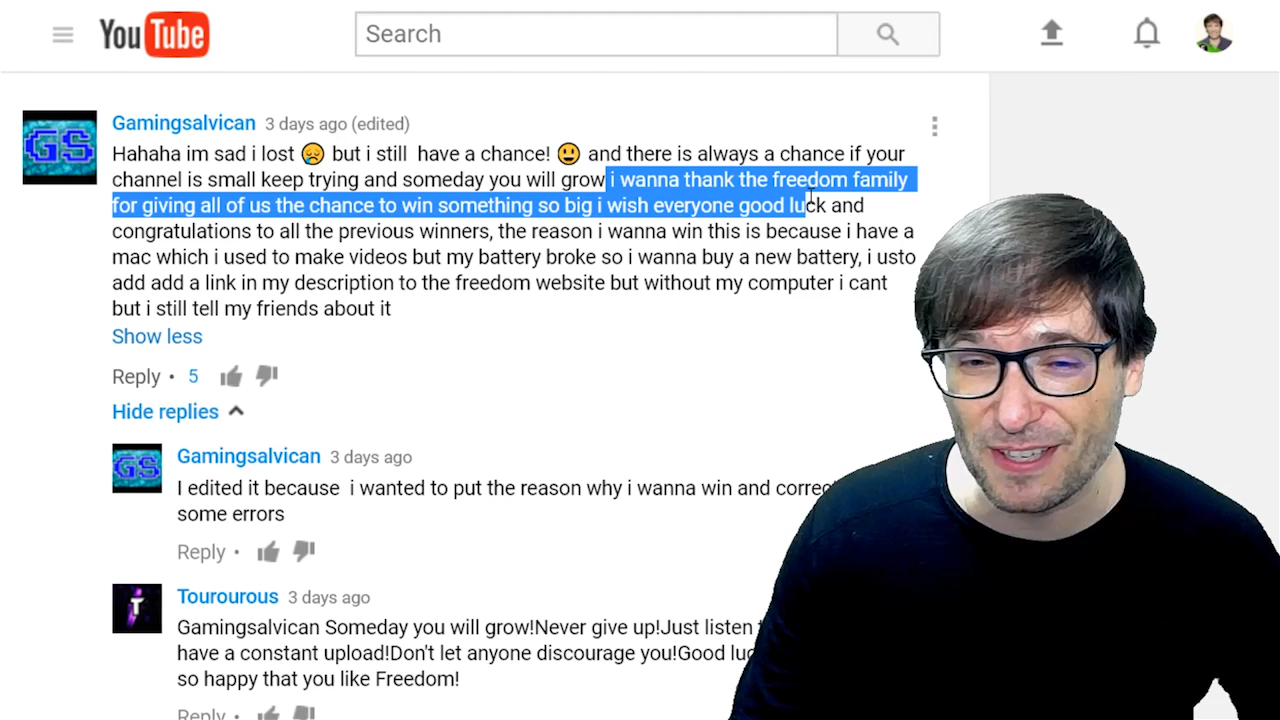 YouTube
Search
GS
Gamingsalvican 3 days ago (edited)
Hahaha im sad i lost 😥 but i still have a chance! 😃 and there is always a chance if your
channel is small keep trying and someday you will grow i wanna thank the freedom family
for giving all of us the chance to win something so big i wish everyone good luck and
congratulations to all the previous winners, the reason i wanna win this is because i have a
mac which i used to make videos but my battery broke so i wanna buy a new battery, i usto
add add a link in my description to the freedom website but without my computer i cant
but i still tell my friends about it
Show less
Reply • 5
Hide replies
GS
Gamingsalvican 3 days ago
I edited it because i wanted to put the reason why i wanna win and
some errors
Reply •
T
Tourourous 3 days ago
Gamingsalvican Someday you will grow!Never give up!Just listen
have a constant upload!Don't let anyone discourage you!Good
so happy that you like Freedom!
Reply •